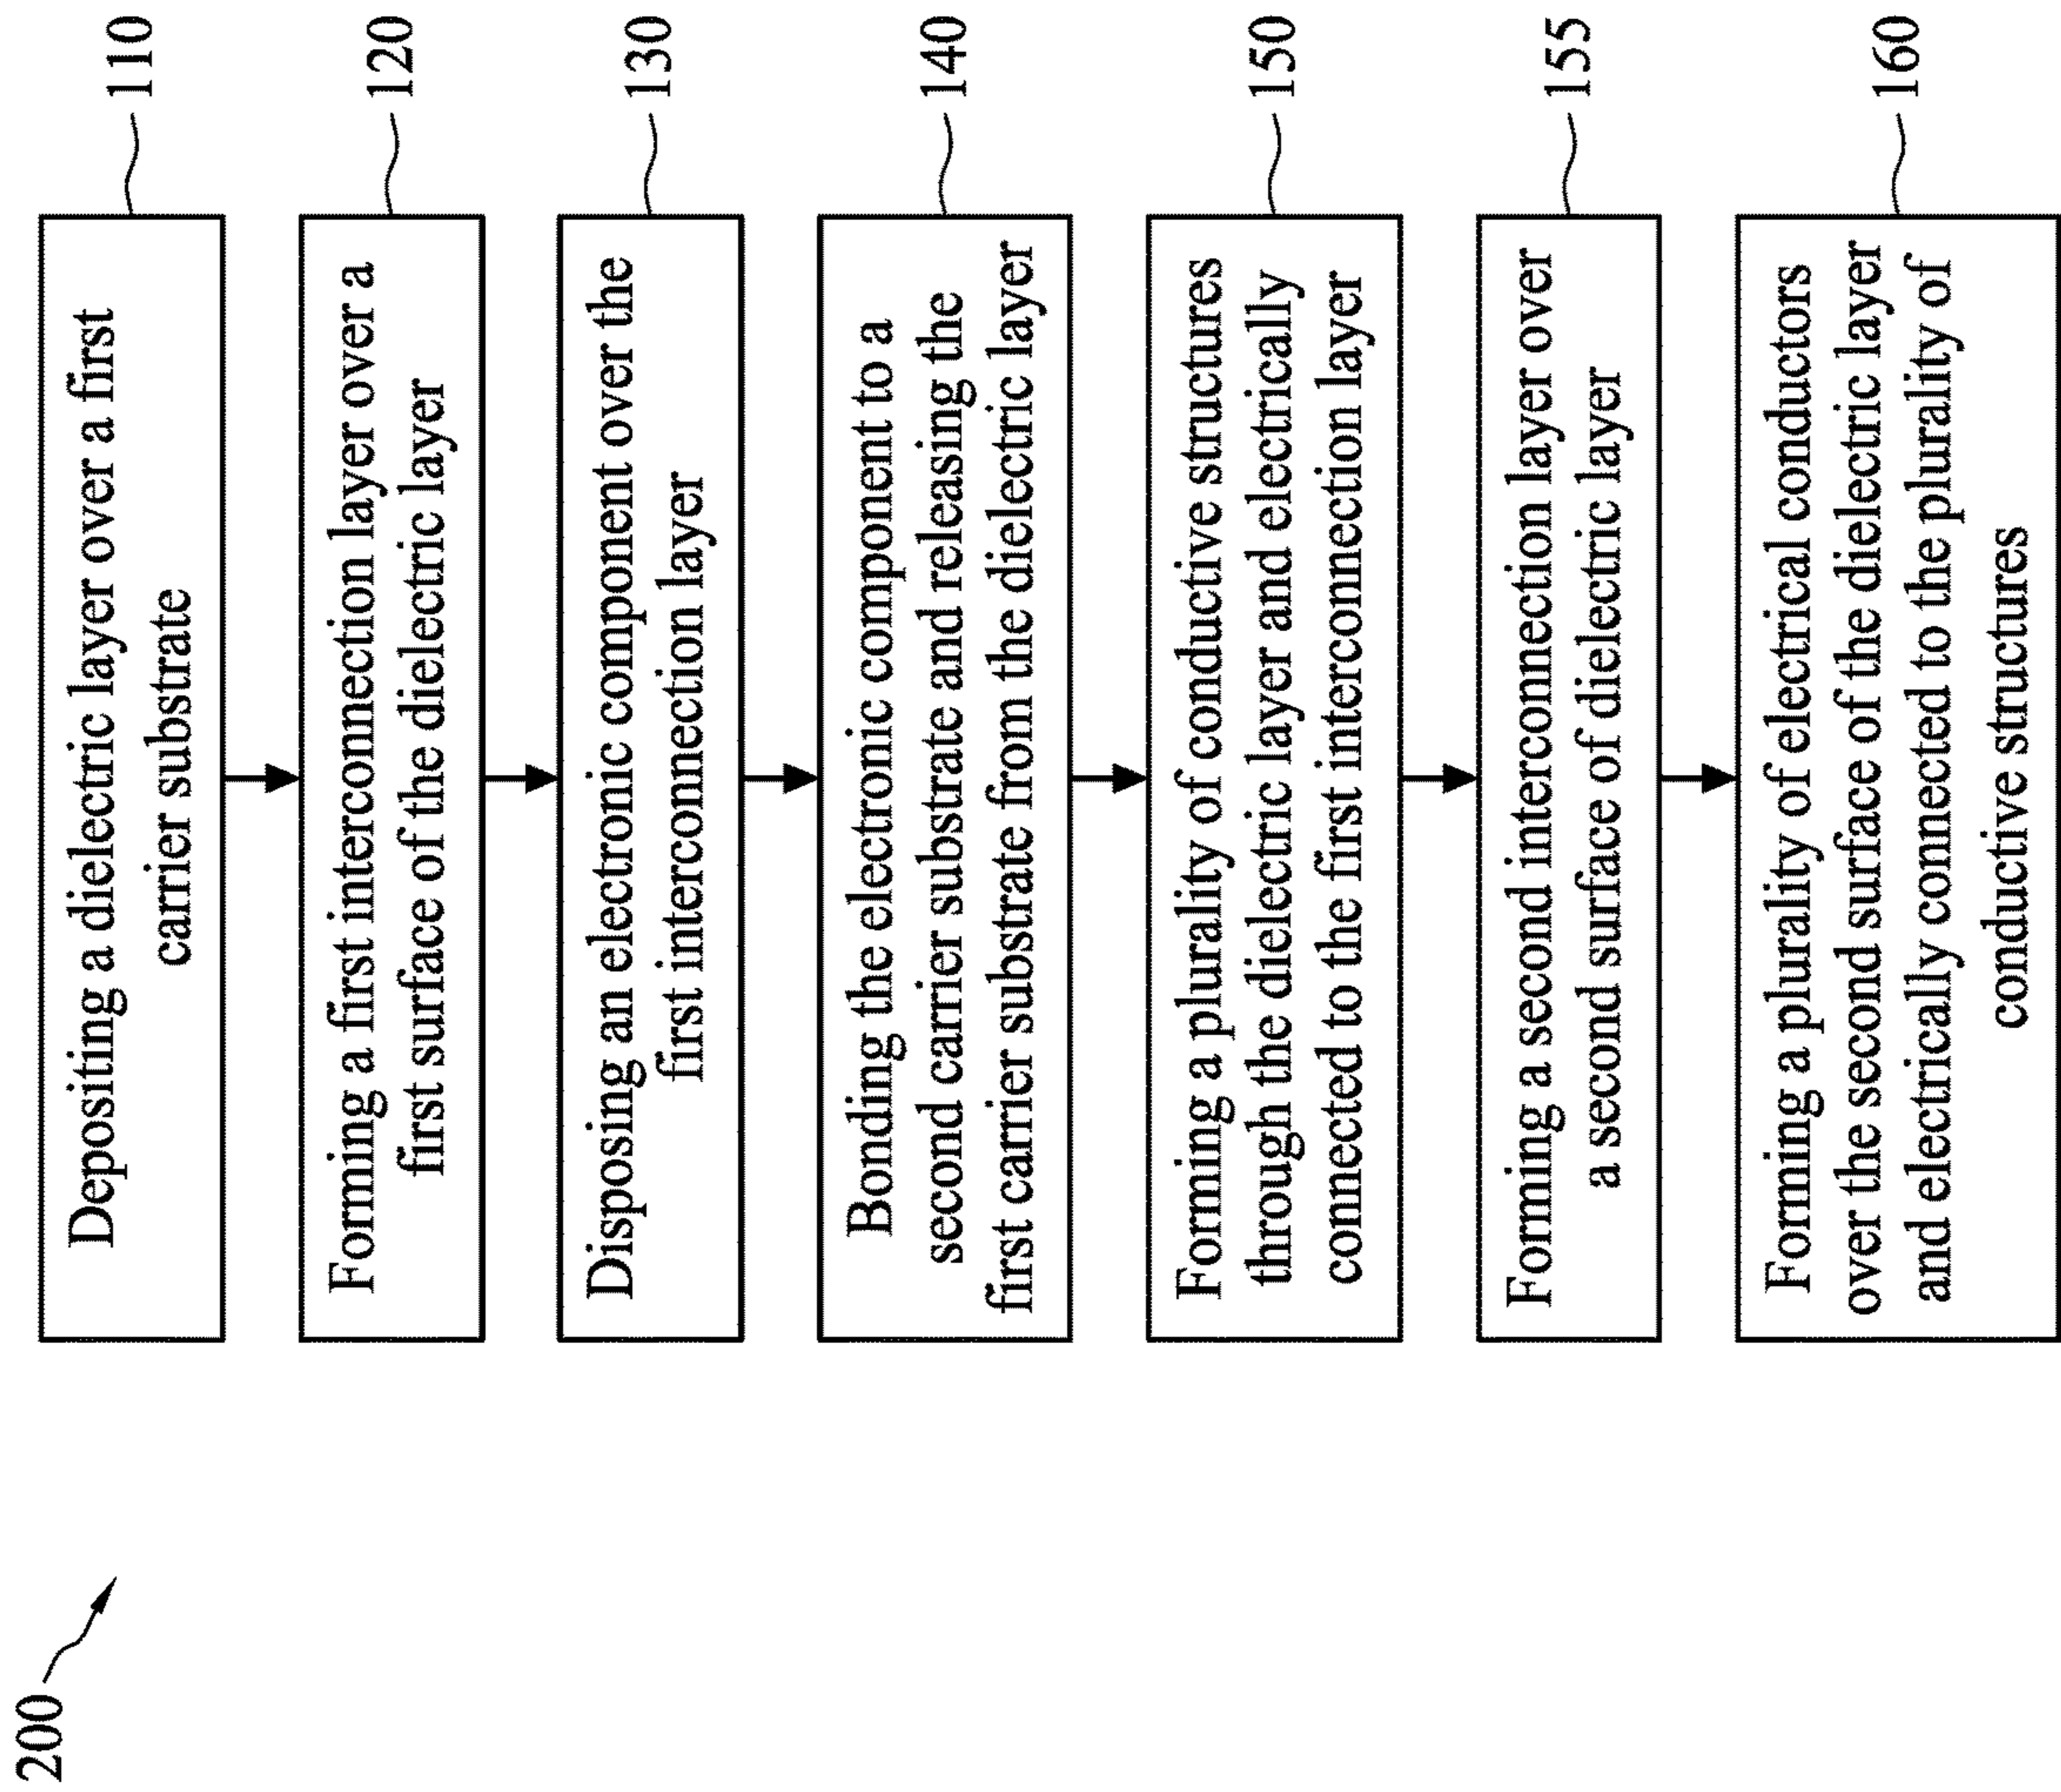 200
Depositing a dielectric layer over a first
carrier substrate
110
Forming a first interconnection layer over a
first surface of the dielectric layer
120
Disposing an electronic component over the
first interconnection layer
130
Bonding the electronic component to a
second carrier substrate and releasing the
first carrier substrate from the dielectric layer
140
Forming a plurality of conductive structures
through the dielectric layer and electrically
connected to the first interconnection layer
150
Forming a second interconnection layer over
a second surface of dielectric layer
155
Forming a plurality of electrical conductors
over the second surface of the dielectric layer
and electrically connected to the plurality of
conductive structures
160